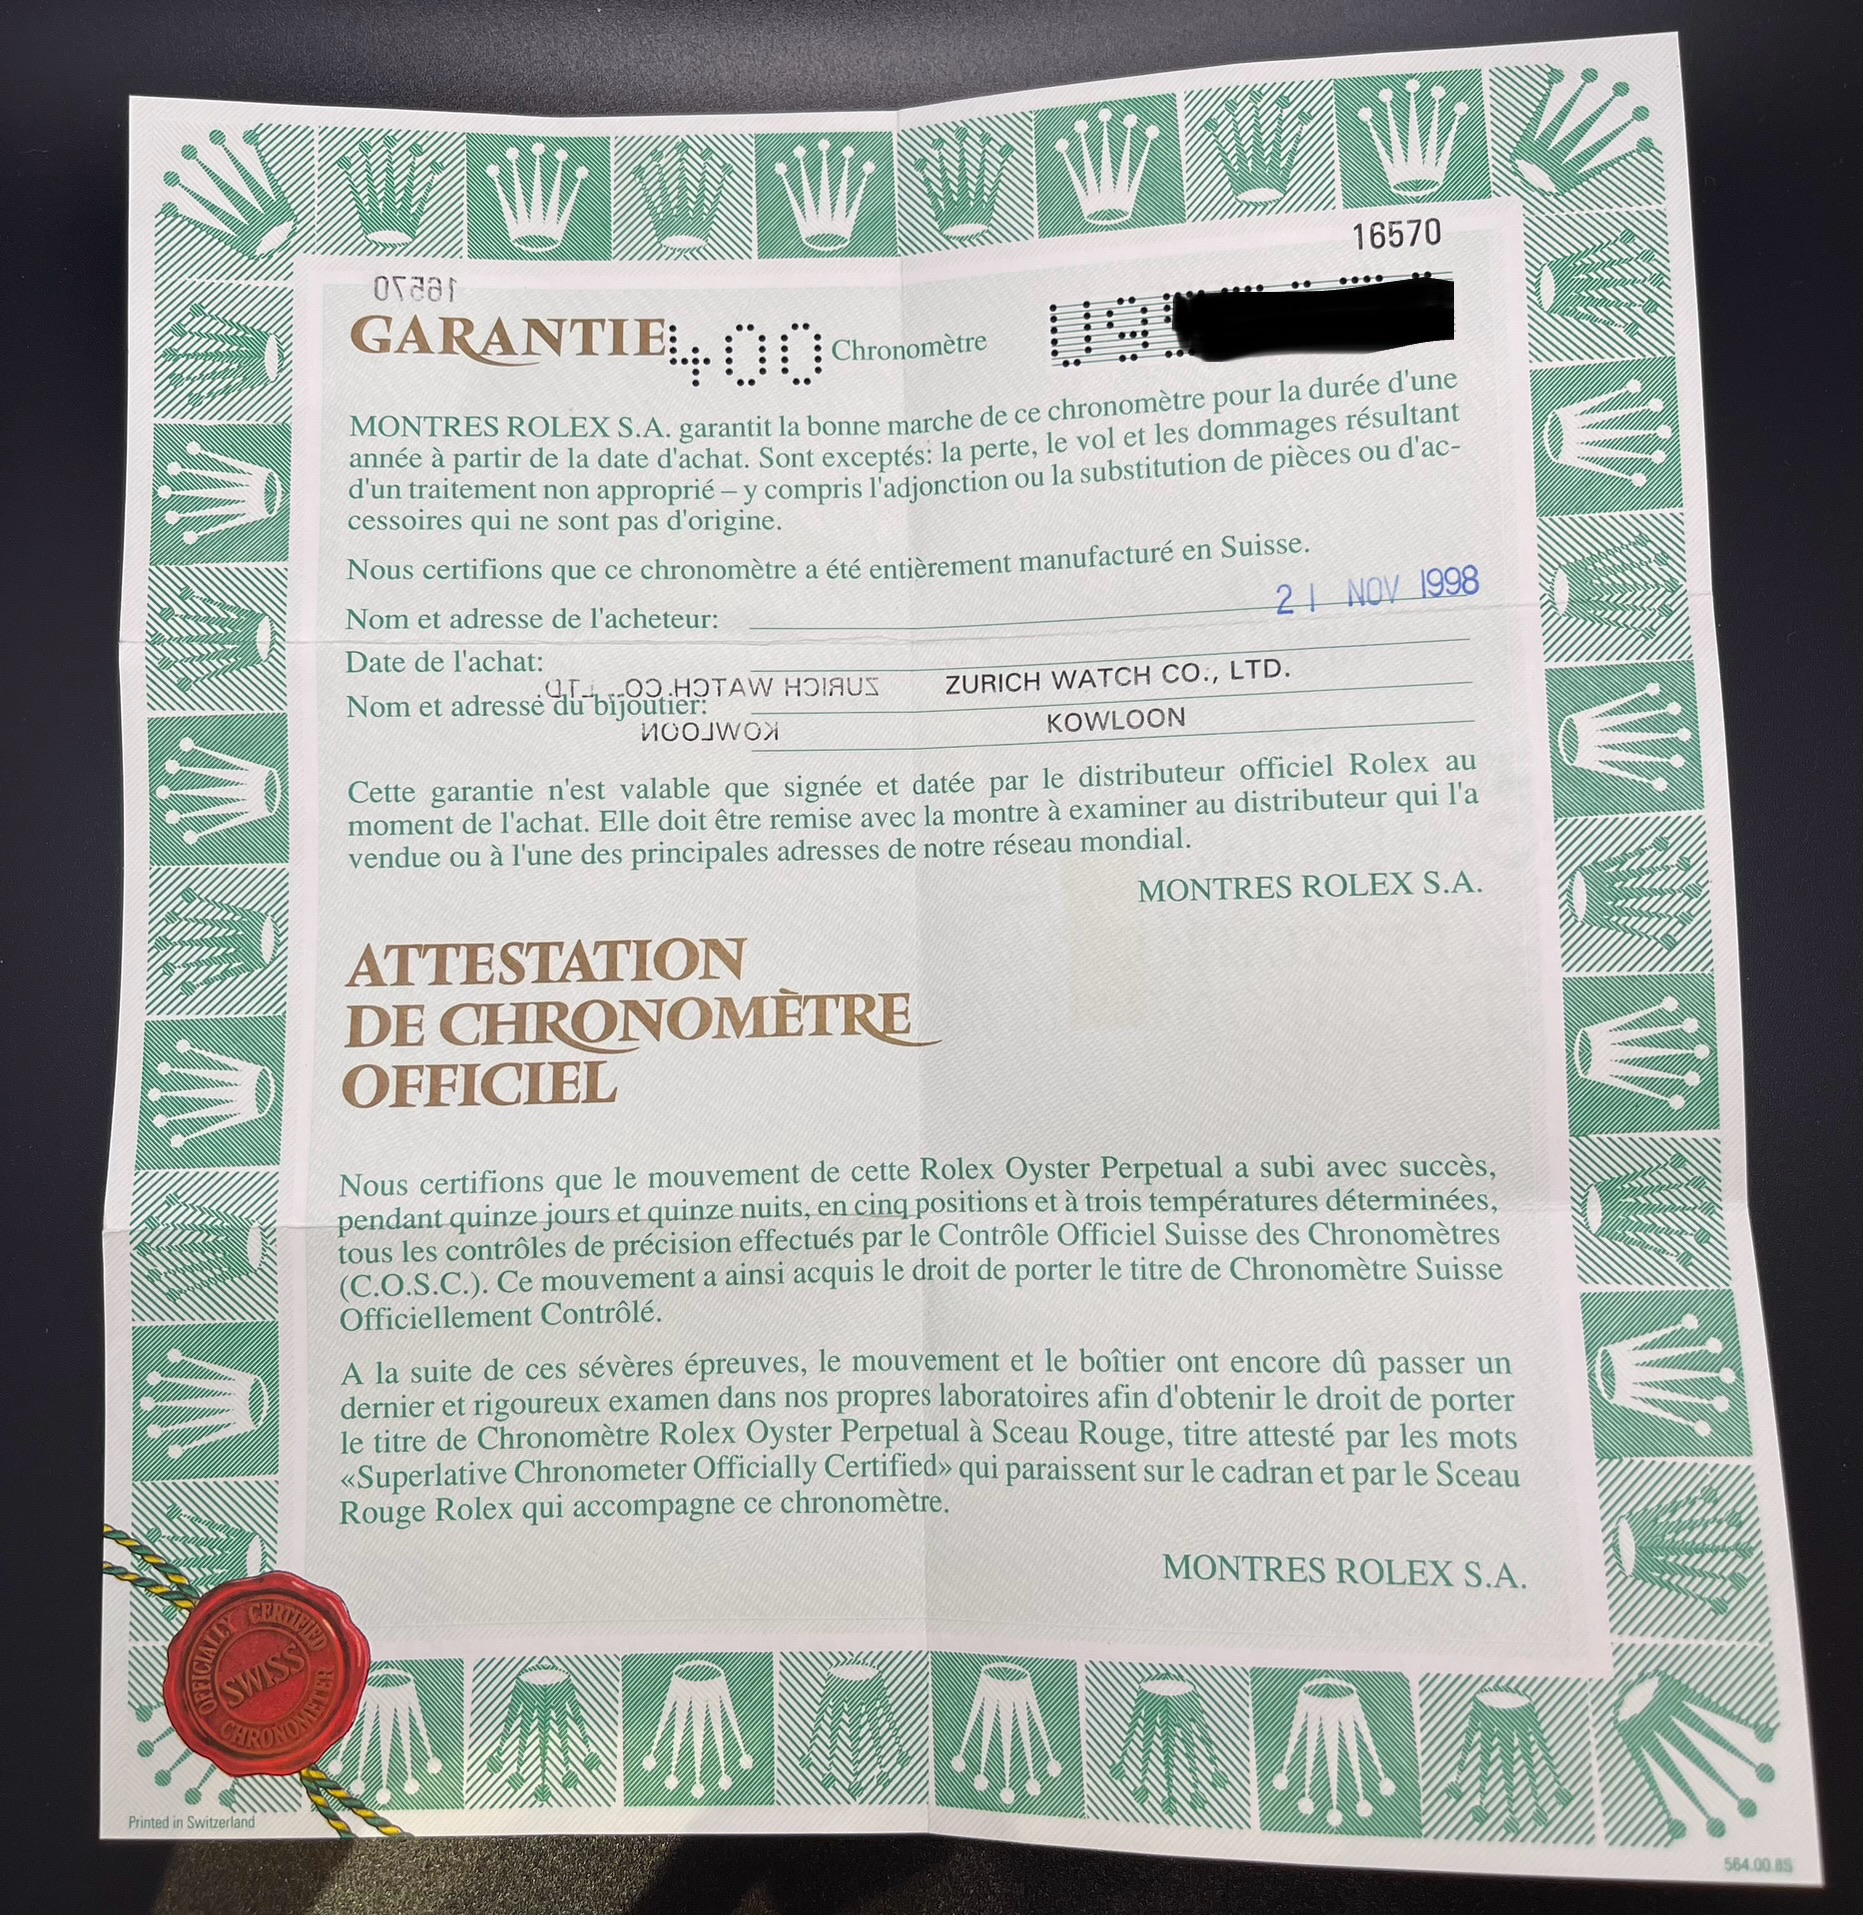 16570
16570
GARANTIE 400 Chronomètre U9
MONTRES ROLEX S.A. garantit la bonne marche de ce chronomètre pour la durée d'une
année à partir de la date d'achat. Sont exceptés: la perte, le vol et les dommages résultant
d'un traitement non approprié – y compris l'adjonction ou la substitution de pièces ou d'ac-
cessoires qui ne sont pas d'origine.
Nous certifions que ce chronomètre a été entièrement manufacturé en Suisse.
21 NOV 1998
Nom et adresse de l'acheteur:
Date de l'achat:
ZURICH WATCH CO., LTD. ZURICH WATCH CO., LTD.
Nom et adresse du bijoutier:
KOWLOON KOWLOON
Cette garantie n'est valable que signée et datée par le distributeur officiel Rolex au
moment de l'achat. Elle doit être remise avec la montre à examiner au distributeur qui l'a
vendue ou à l'une des principales adresses de notre réseau mondial.
MONTRES ROLEX S.A.
ATTESTATION
DE CHRONOMÈTRE
OFFICIEL
Nous certifions que le mouvement de cette Rolex Oyster Perpetual a subi avec succès,
pendant quinze jours et quinze nuits, en cinq positions et à trois températures déterminées,
tous les contrôles de précision effectués par le Contrôle Officiel Suisse des Chronomètres
(C.O.S.C.). Ce mouvement a ainsi acquis le droit de porter le titre de Chronomètre Suisse
Officiellement Contrôlé.
A la suite de ces sévères épreuves, le mouvement et le boîtier ont encore dû passer un
dernier et rigoureux examen dans nos propres laboratoires afin d'obtenir le droit de porter
le titre de Chronomètre Rolex Oyster Perpetual à Sceau Rouge, titre attesté par les mots
«Superlative Chronometer Officially Certified» qui paraissent sur le cadran et par le Sceau
Rouge Rolex qui accompagne ce chronomètre.
MONTRES ROLEX S.A.
OFFICIALLY CERTIFIED
SWISS
CHRONOMETER
Printed in Switzerland
564.00.8S